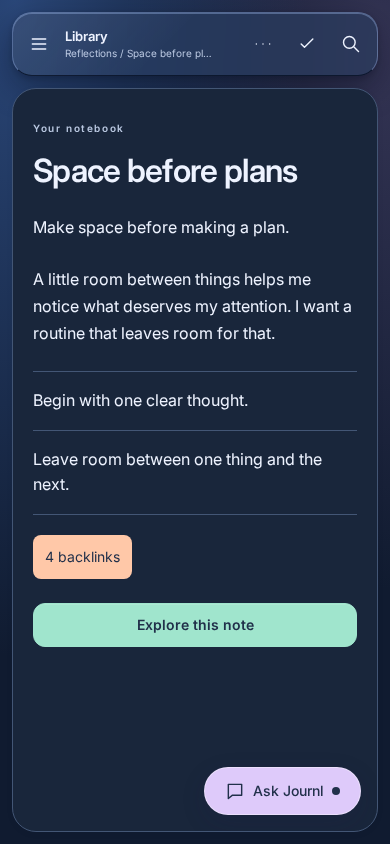 Library
Reflections / Space before pl...
...
Your notebook
Space before plans
Make space before making a plan.
A little room between things helps me
notice what deserves my attention. I want a
routine that leaves room for that.
Begin with one clear thought.
Leave room between one thing and the
next.
4 backlinks
Explore this note
Ask Journl